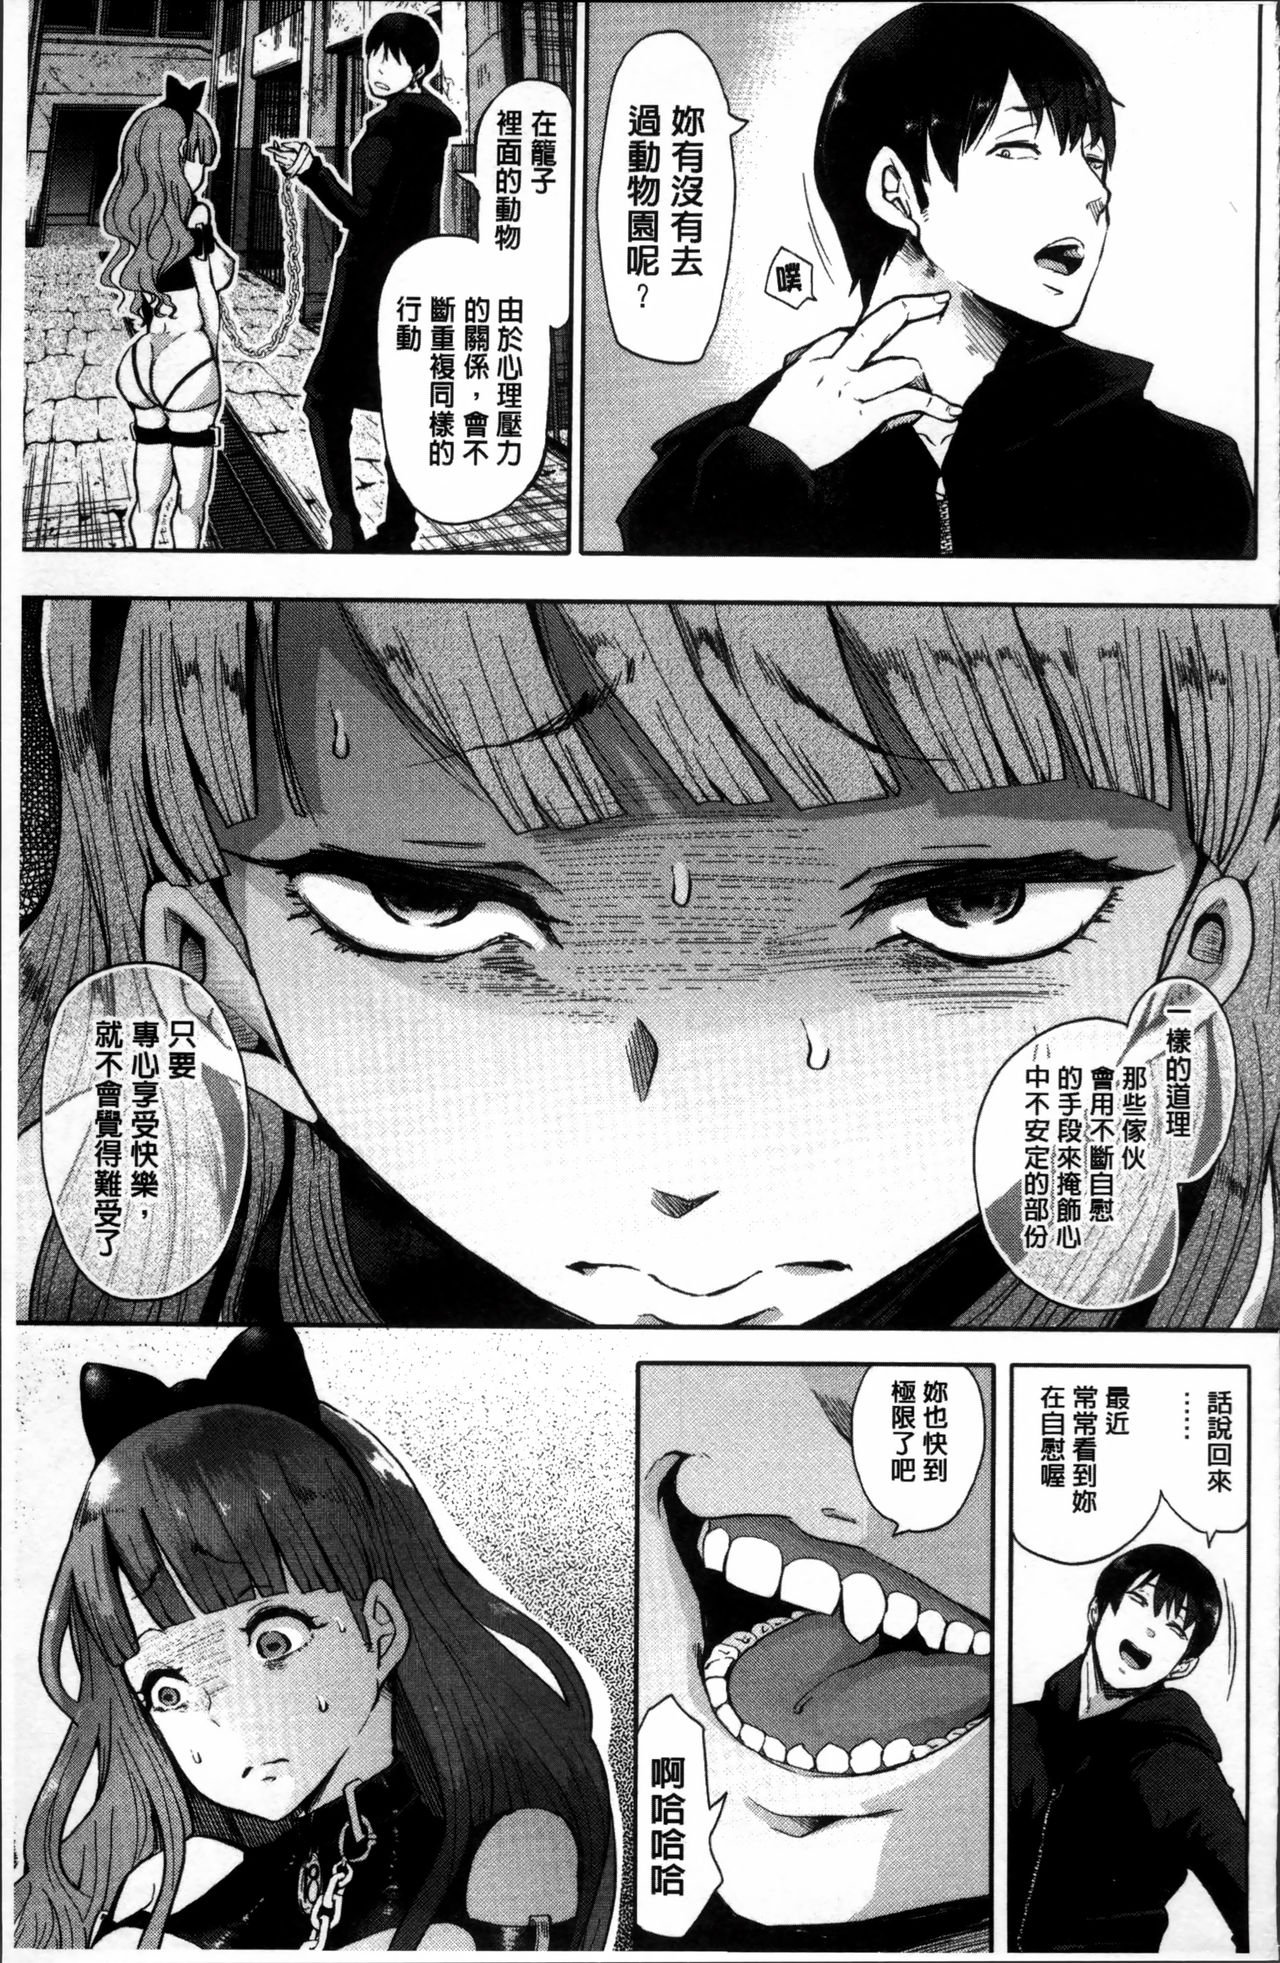 妳有沒有去
過動物園呢?
噗
在籠子
裡面的動物
由於心理壓力
的關係，會不
斷重複同樣的
行動
一樣的道理
那些傢伙
會用不斷自慰
的手段來掩飾心
中不安定的部份
只要
專心享受快樂，
就不會覺得難受了
話說回來
……
最近
常常看到妳
在自慰喔
妳也快到
極限了吧
啊哈哈哈